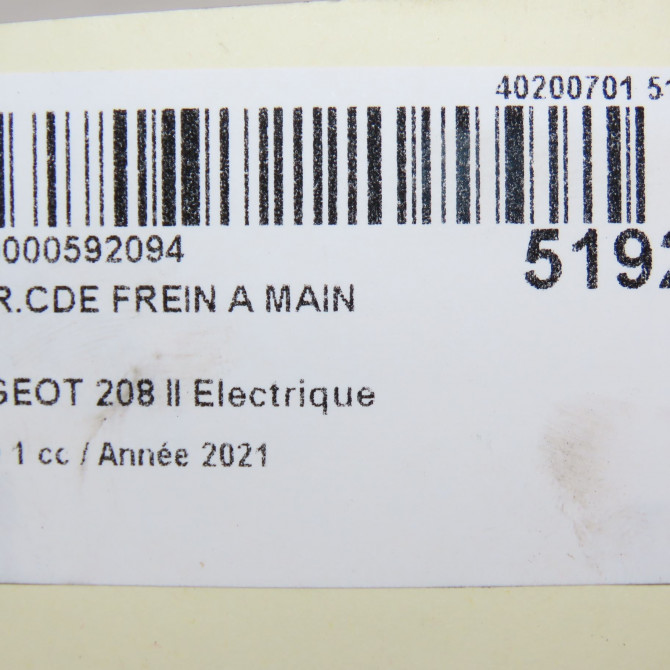 40200701 51
000592094
5192
R.CDE FREIN A MAIN
GEOT 208 II Electrique
1 cc / Année 2021